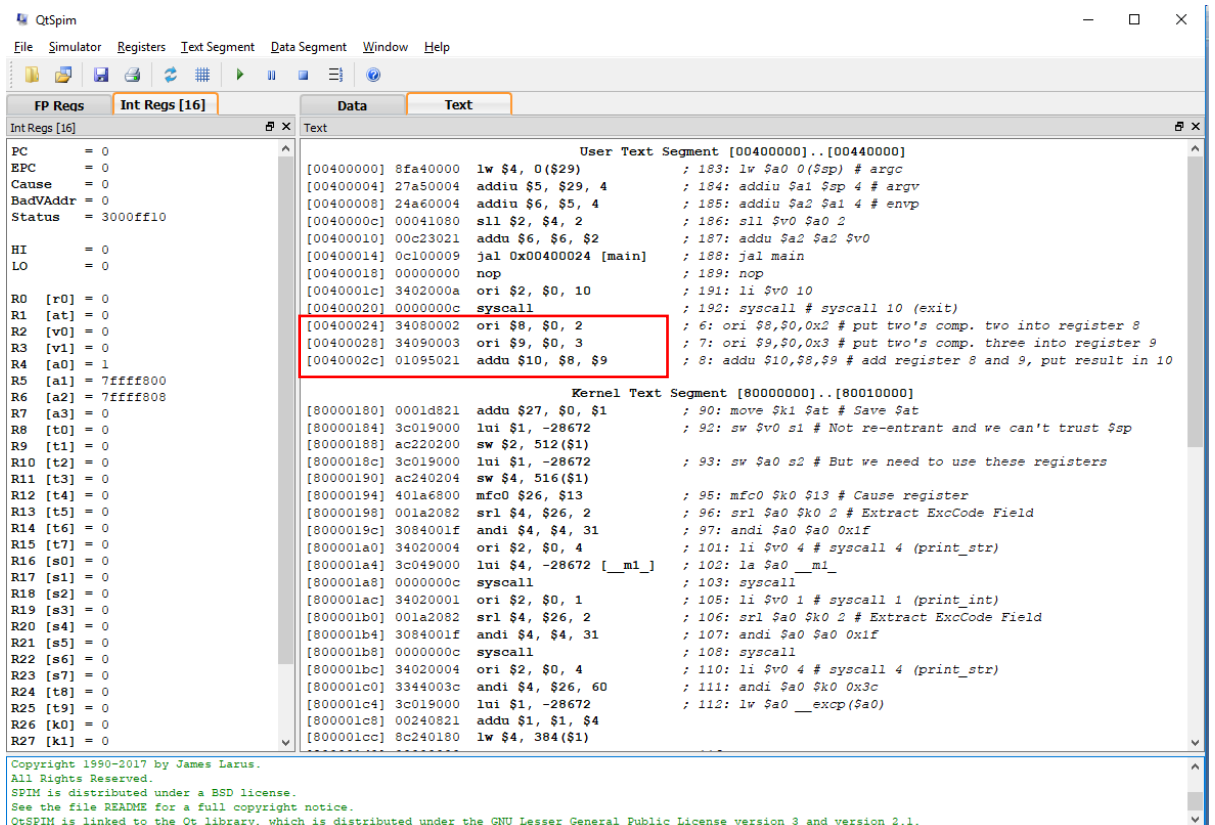 QtSpim
File Simulator Registers Text Segment Data Segment Window Help
FP Regs Int Regs [16] Data Text
Int Regs [16]
PC = 0
EPC = 0
Cause = 0
BadVAddr = 0
Status = 3000ff10
HI = 0
LO = 0
R0 [r0] = 0
R1 [at] = 0
R2 [v0] = 0
R3 [v1] = 0
R4 [a0] = 1
R5 [a1] = 7ffff800
R6 [a2] = 7ffff808
R7 [a3] = 0
R8 [t0] = 0
R9 [t1] = 0
R10 [t2] = 0
R11 [t3] = 0
R12 [t4] = 0
R13 [t5] = 0
R14 [t6] = 0
R15 [t7] = 0
R16 [s0] = 0
R17 [s1] = 0
R18 [s2] = 0
R19 [s3] = 0
R20 [s4] = 0
R21 [s5] = 0
R22 [s6] = 0
R23 [s7] = 0
R24 [t8] = 0
R25 [t9] = 0
R26 [k0] = 0
R27 [k1] = 0
Text
User Text Segment [00400000]..[00440000]
[00400000] 8fa40000 lw $4, 0($29) ; 183: lw $a0 0($sp) # argc
[00400004] 27a50004 addiu $5, $29, 4 ; 184: addiu $a1 $sp 4 # argv
[00400008] 24a60004 addiu $6, $5, 4 ; 185: addiu $a2 $a1 4 # envp
[0040000c] 00041080 sll $2, $4, 2 ; 186: sll $v0 $a0 2
[00400010] 00c23021 addu $6, $6, $2 ; 187: addu $a2 $a2 $v0
[00400014] 0c100009 jal 0x00400024 [main] ; 188: jal main
[00400018] 00000000 nop ; 189: nop
[0040001c] 3402000a ori $2, $0, 10 ; 191: li $v0 10
[00400020] 0000000c syscall ; 192: syscall # syscall 10 (exit)
[00400024] 34080002 ori $8, $0, 2 ; 6: ori $8,$0,0x2 # put two's comp. two into register 8
[00400028] 34090003 ori $9, $0, 3 ; 7: ori $9,$0,0x3 # put two's comp. three into register 9
[0040002c] 01095021 addu $10, $8, $9 ; 8: addu $10,$8,$9 # add register 8 and 9, put result in 10
Kernel Text Segment [80000000]..[80010000]
[80000180] 0001d821 addu $27, $0, $1 ; 90: move $k1 $at # Save $at
[80000184] 3c019000 lui $1, -28672 ; 92: sw $v0 s1 # Not re-entrant and we can't trust $sp
[80000188] ac220200 sw $2, 512($1)
[8000018c] 3c019000 lui $1, -28672 ; 93: sw $a0 s2 # But we need to use these registers
[80000190] ac240204 sw $4, 516($1)
[80000194] 401a6800 mfc0 $26, $13 ; 95: mfc0 $k0 $13 # Cause register
[80000198] 001a2082 srl $4, $26, 2 ; 96: srl $a0 $k0 2 # Extract ExcCode Field
[8000019c] 3084001f andi $4, $4, 31 ; 97: andi $a0 $a0 0x1f
[800001a0] 34020004 ori $2, $0, 4 ; 101: li $v0 4 # syscall 4 (print_str)
[800001a4] 3c049000 lui $4, -28672 [__m1_] ; 102: la $a0 __m1_
[800001a8] 0000000c syscall ; 103: syscall
[800001ac] 34020001 ori $2, $0, 1 ; 105: li $v0 1 # syscall 1 (print_int)
[800001b0] 001a2082 srl $4, $26, 2 ; 106: srl $a0 $k0 2 # Extract ExcCode Field
[800001b4] 3084001f andi $4, $4, 31 ; 107: andi $a0 $a0 0x1f
[800001b8] 0000000c syscall ; 108: syscall
[800001bc] 34020004 ori $2, $0, 4 ; 110: li $v0 4 # syscall 4 (print_str)
[800001c0] 3344003c andi $4, $26, 60 ; 111: andi $a0 $k0 0x3c
[800001c4] 3c019000 lui $1, -28672 ; 112: lw $a0 __excp($a0)
[800001c8] 00240821 addu $1, $1, $4
[800001cc] 8c240180 lw $4, 384($1)
Copyright 1990-2017 by James Larus.
All Rights Reserved.
SPIM is distributed under a BSD license.
See the file README for a full copyright notice.
QtSPIM is linked to the Qt library, which is distributed under the GNU Lesser General Public License version 3 and version 2.1.